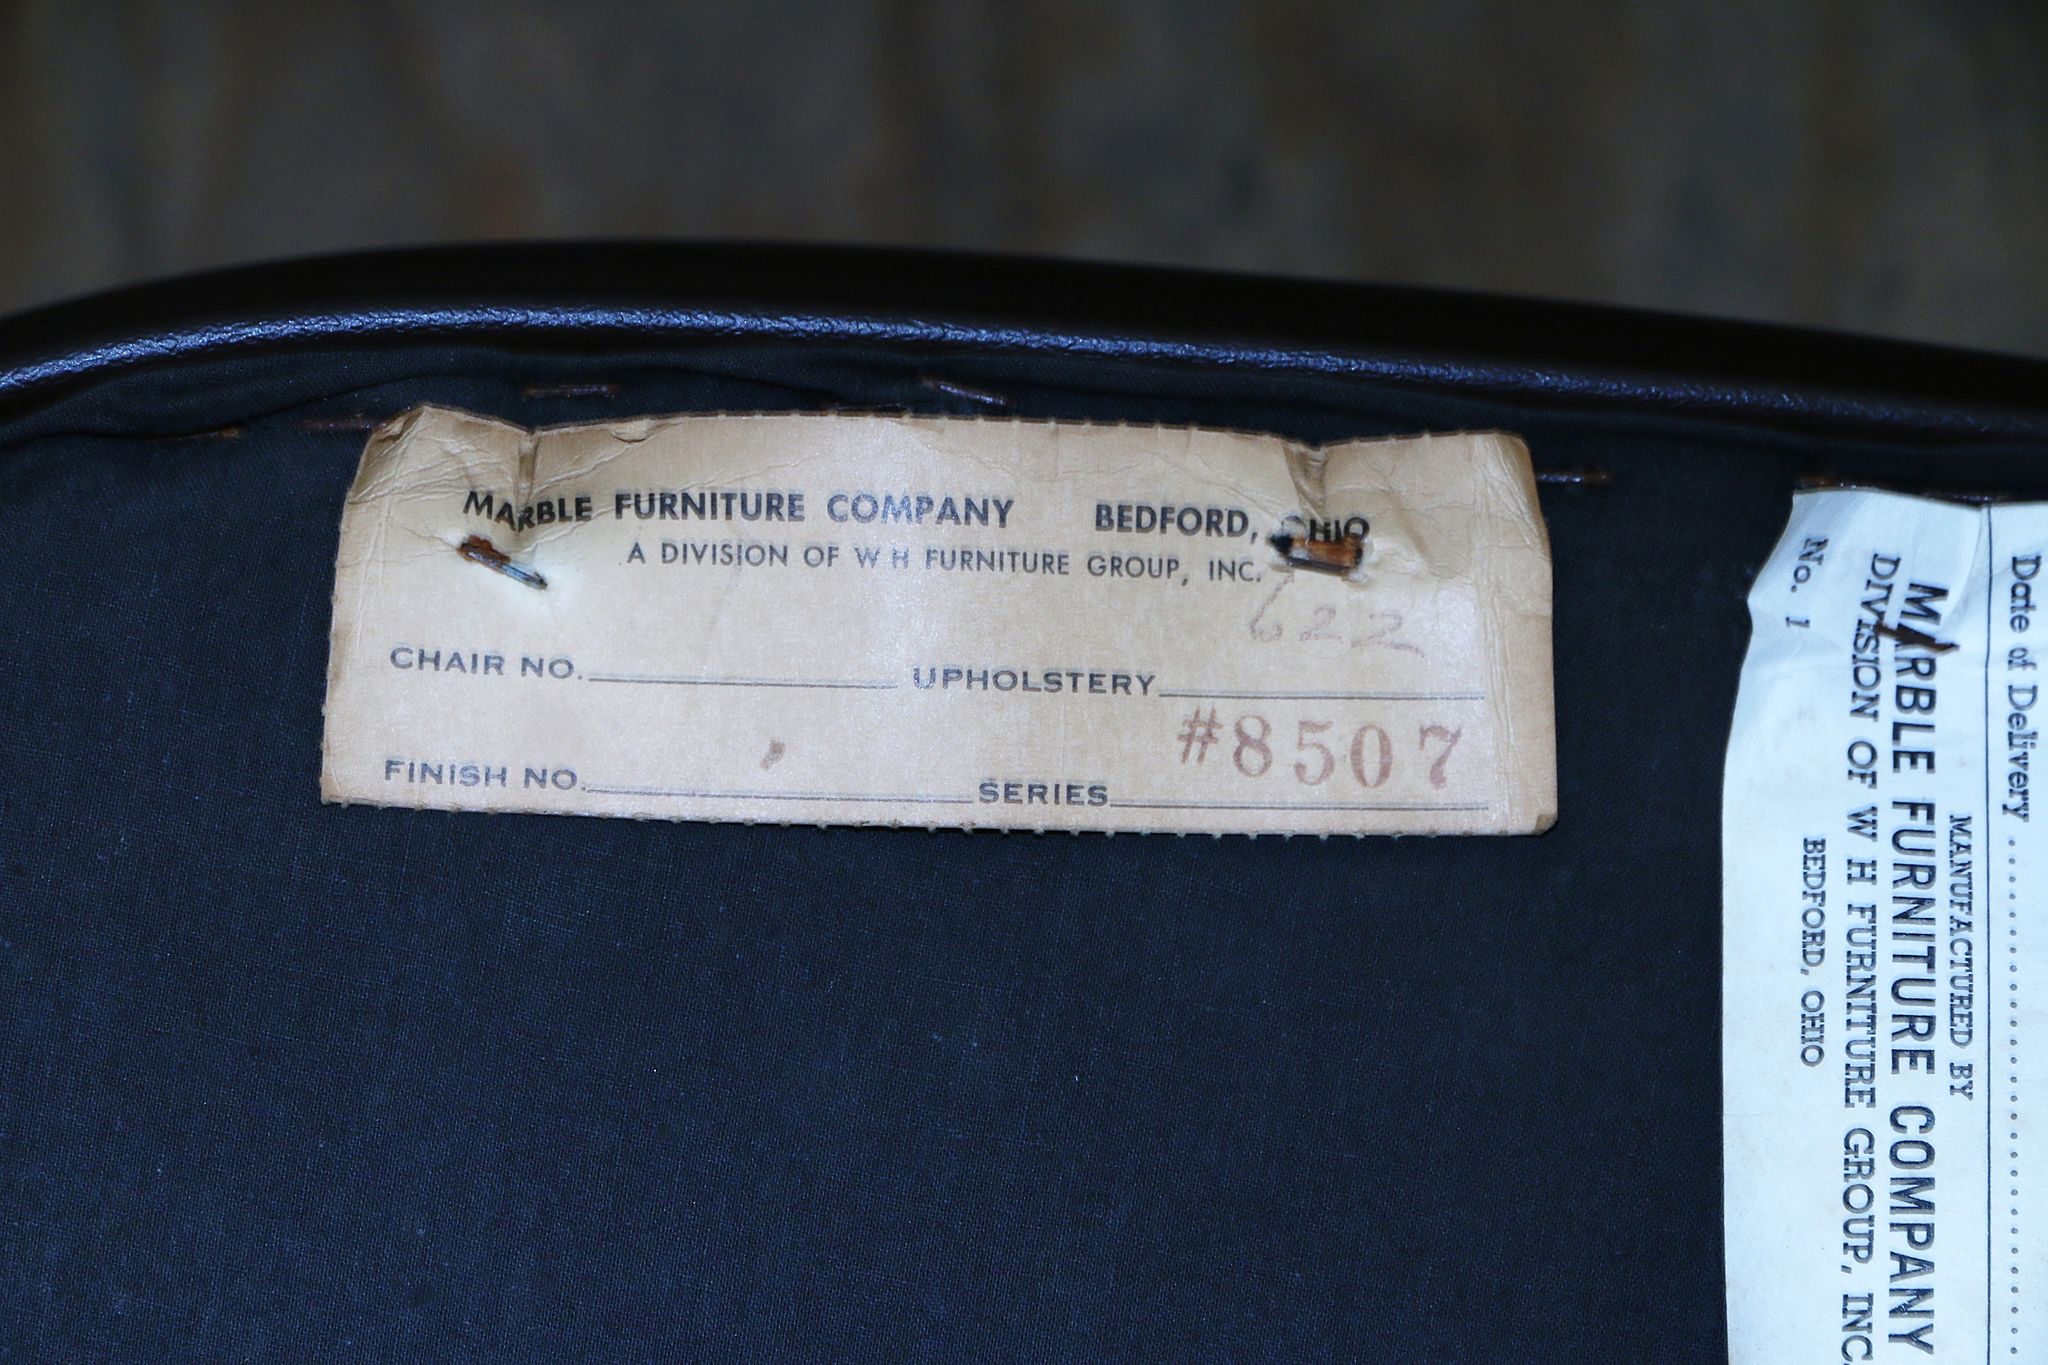 MARBLE FURNITURE COMPANY BEDFORD, OHIO
A DIVISION OF W H FURNITURE GROUP, INC.
622
CHAIR NO. UPHOLSTERY
#8507
FINISH NO. SERIES
Date of Delivery
MANUFACTURED BY
MARBLE FURNITURE COMPANY
DIVISION OF W H FURNITURE GROUP, INC.
BEDFORD, OHIO
No. 1